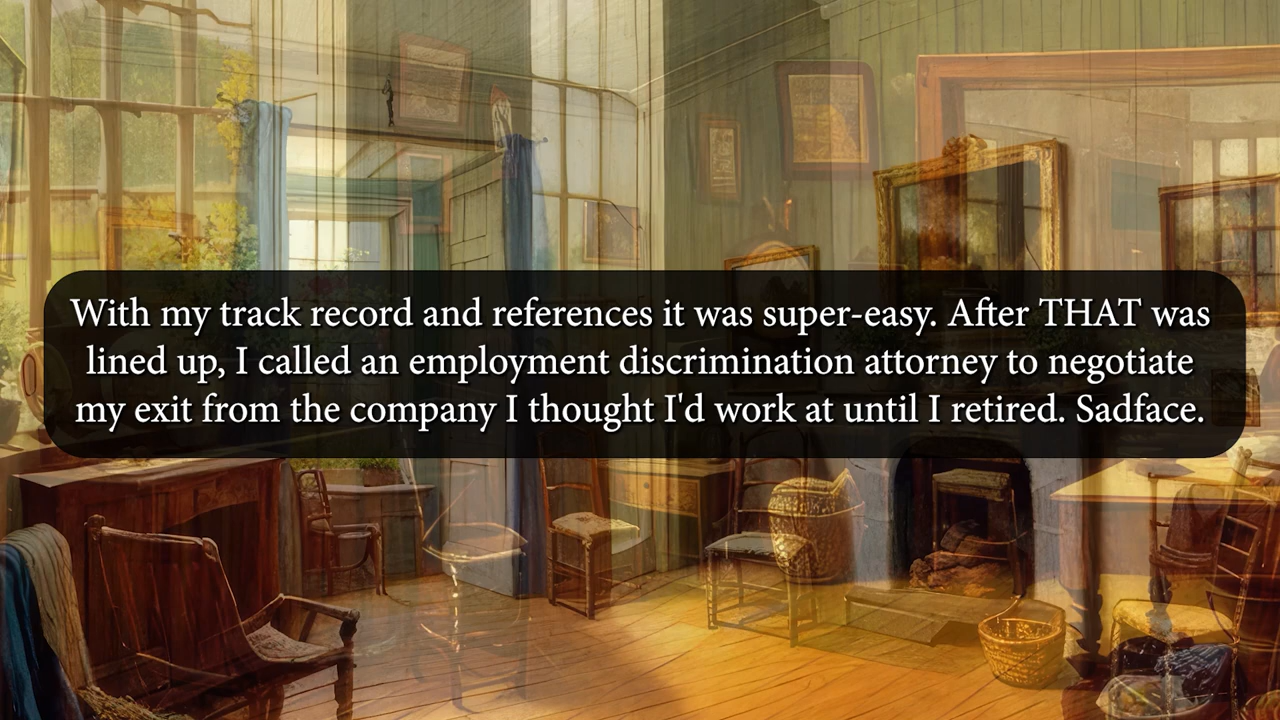 With my track record and references it was super-easy. After THAT was
lined up, I called an employment discrimination attorney to negotiate
my exit from the company I thought I'd work at until I retired. Sadface.